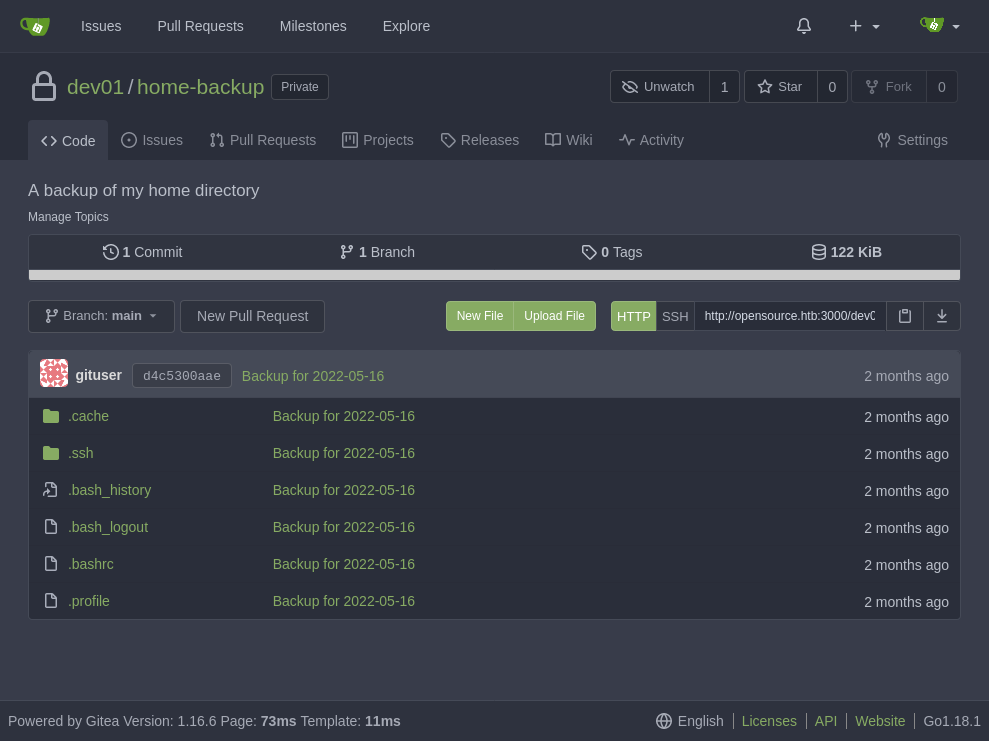 Issues Pull Requests Milestones Explore
dev01 / home-backup Private Unwatch 1 Star 0 Fork 0
Code Issues Pull Requests Projects Releases Wiki Activity Settings
A backup of my home directory
Manage Topics
1 Commit 1 Branch 0 Tags 122 KiB
Branch: main New Pull Request New File Upload File HTTP SSH http://opensource.htb:3000/dev0
gituser d4c5300aae Backup for 2022-05-16 2 months ago
.cache Backup for 2022-05-16 2 months ago
.ssh Backup for 2022-05-16 2 months ago
.bash_history Backup for 2022-05-16 2 months ago
.bash_logout Backup for 2022-05-16 2 months ago
.bashrc Backup for 2022-05-16 2 months ago
.profile Backup for 2022-05-16 2 months ago
Powered by Gitea Version: 1.16.6 Page: 73ms Template: 11ms English Licenses API Website Go1.18.1